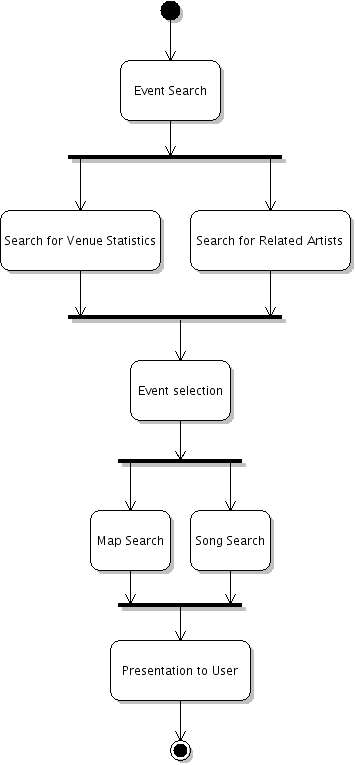 Event Search
Search for Venue Statistics
Search for Related Artists
Event selection
Map Search
Song Search
Presentation to User